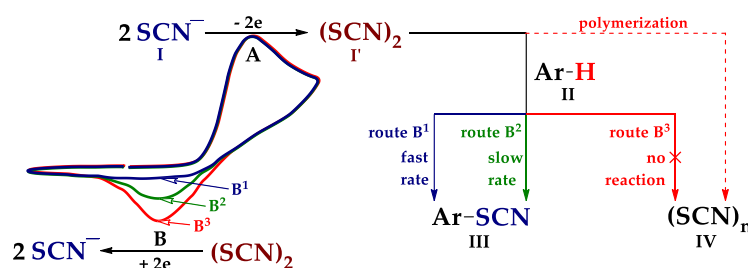 2 SCN⁻ - 2e (SCN)₂ polymerization
I A I'
Ar-H
II
route B¹ route B² route B³
fast slow no
rate rate reaction
B¹
B²
B³
Ar-SCN (SCN)n
III IV
B
2 SCN⁻ + 2e (SCN)₂